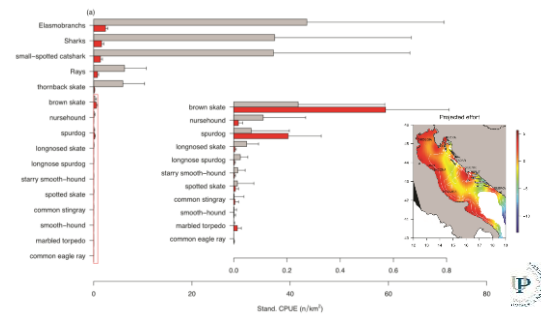 (a)
Elasmobranchs
Sharks
small-spotted catshark
Rays
thornback skate
brown skate
nursehound
spurdog
longnosed skate
longnose spurdog
starry smooth-hound
spotted skate
common stingray
smooth-hound
marbled torpedo
common eagle ray
brown skate
nursehound
spurdog
longnosed skate
longnose spurdog
starry smooth-hound
spotted skate
common stingray
smooth-hound
marbled torpedo
common eagle ray
0.0 0.2 0.4 0.6 0.8
0 20 40 60 80
Stand. CPUE (n/km²)
Projected effort